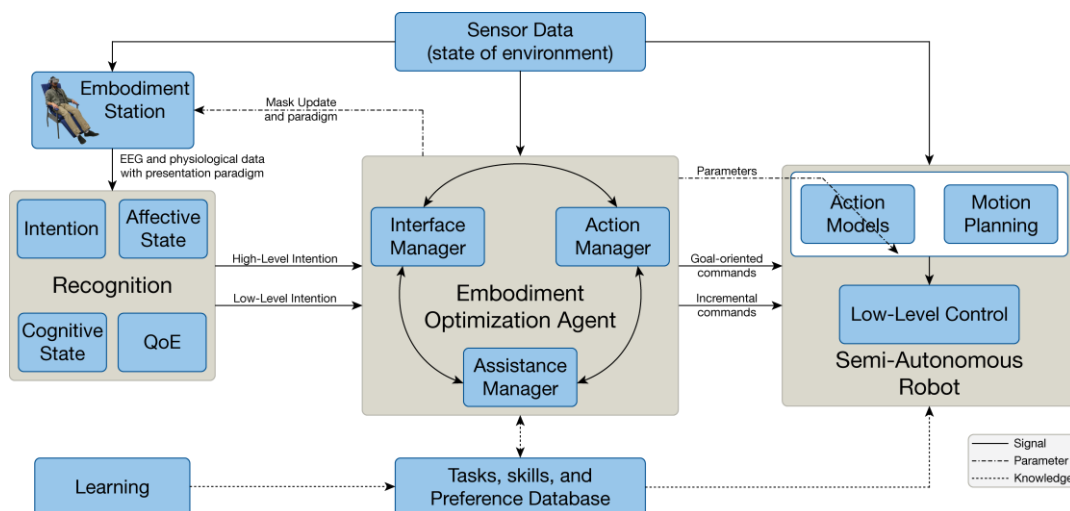 Sensor Data
(state of environment)
Embodiment
Station
Mask Update
and paradigm
EEG and physiological data
with presentation paradigm
Intention
Affective
State
Recognition
Cognitive
State
QoE
High-Level Intention
Low-Level Intention
Interface
Manager
Action
Manager
Embodiment
Optimization Agent
Assistance
Manager
Parameters
Goal-oriented
commands
Incremental
commands
Action
Models
Motion
Planning
Low-Level Control
Semi-Autonomous
Robot
Learning
Tasks, skills, and
Preference Database
Signal
Parameter
Knowledge